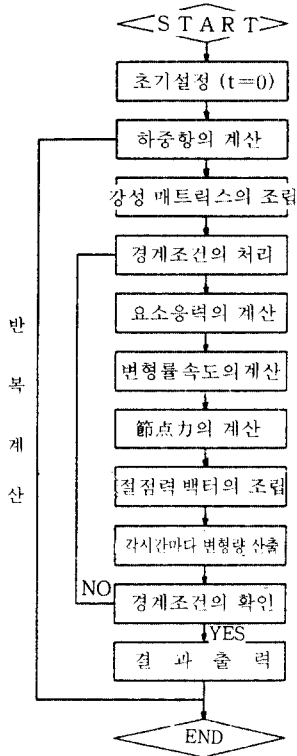 START
초기설정 (t=0)
하중항의 계산
강성 매트릭스의 조립
경계조건의 처리
요소응력의 계산
변형률 속도의 계산
節点力의 계산
절점력 백터의 조립
각시간마다 변형량 산출
경계조건의 확인
NO
YES
결 과 출 력
END
반 복 계 산